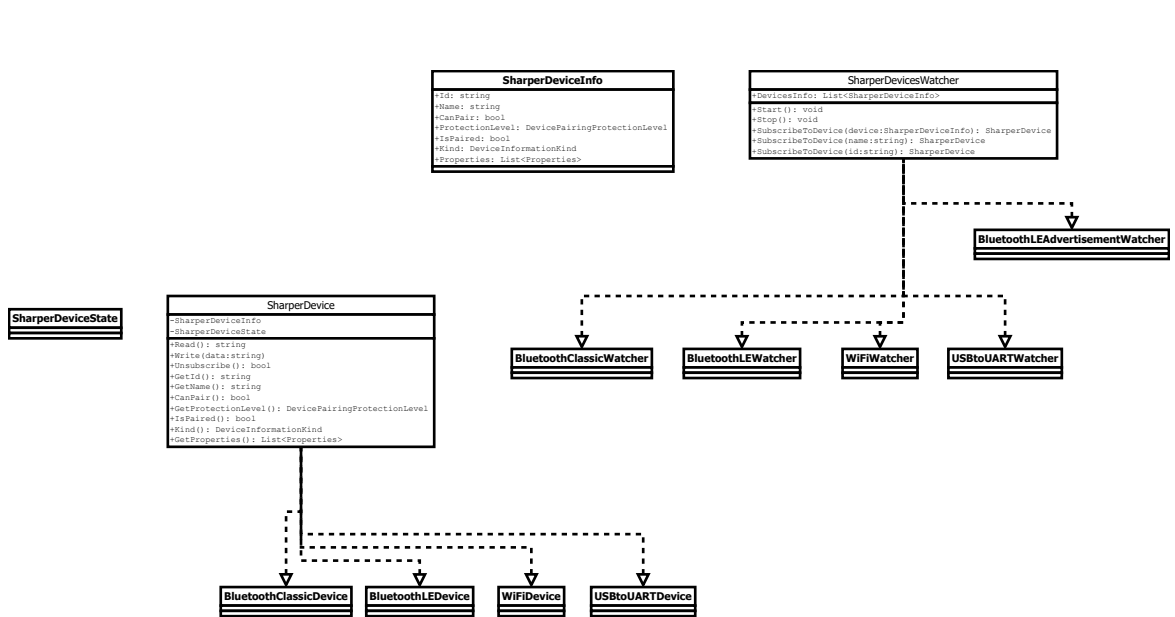 SharperDeviceInfo
+Id: string
+Name: string
+CanPair: bool
+ProtectionLevel: DevicePairingProtectionLevel
+IsPaired: bool
+Kind: DeviceInformationKind
+Properties: List<Properties>
SharperDevicesWatcher
+DevicesInfo: List<SharperDeviceInfo>
+Start(): void
+Stop(): void
+SubscribeToDevice(device:SharperDeviceInfo): SharperDevice
+SubscribeToDevice(name:string): SharperDevice
+SubscribeToDevice(id:string): SharperDevice
BluetoothLEAdvertisementWatcher
SharperDeviceState
SharperDevice
-SharperDeviceInfo
-SharperDeviceState
+Read(): string
+Write(data:string)
+Unsubscribe(): bool
+GetId(): string
+GetName(): string
+CanPair(): bool
+GetProtectionLevel(): DevicePairingProtectionLevel
+IsPaired(): bool
+Kind(): DeviceInformationKind
+GetProperties(): List<Properties>
BluetoothClassicWatcher
BluetoothLEWatcher
WiFiWatcher
USBtoUARTWatcher
BluetoothClassicDevice
BluetoothLEDevice
WiFiDevice
USBtoUARTDevice